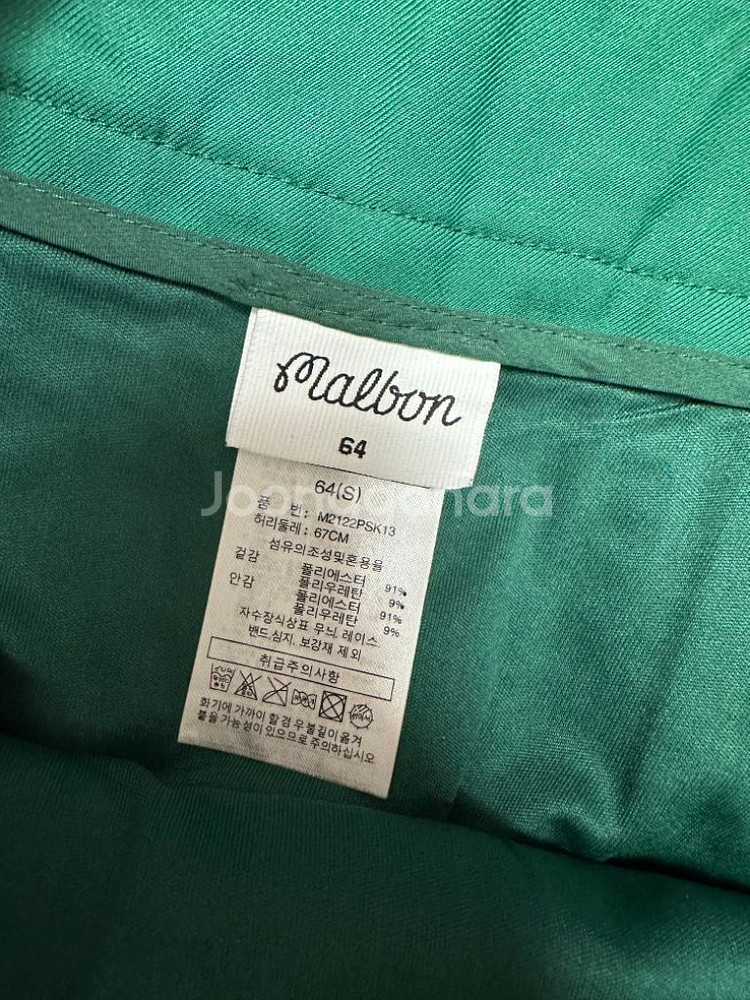 Malbon
64
64(S)
품 번: M2122PSK13
허리둘레: 67CM
섬유의조성및혼용율
겉감 폴리에스터 91%
폴리우레탄 9%
안감 폴리에스터 91%
폴리우레탄 9%
자수장식상표 무늬, 레이스
밴드,심지, 보강재 제외
취급주의사항
화기에 가까이 할 경우 불길이 옮겨
붙을 가능성이 있으므로 주의하십시오
Joonggonara